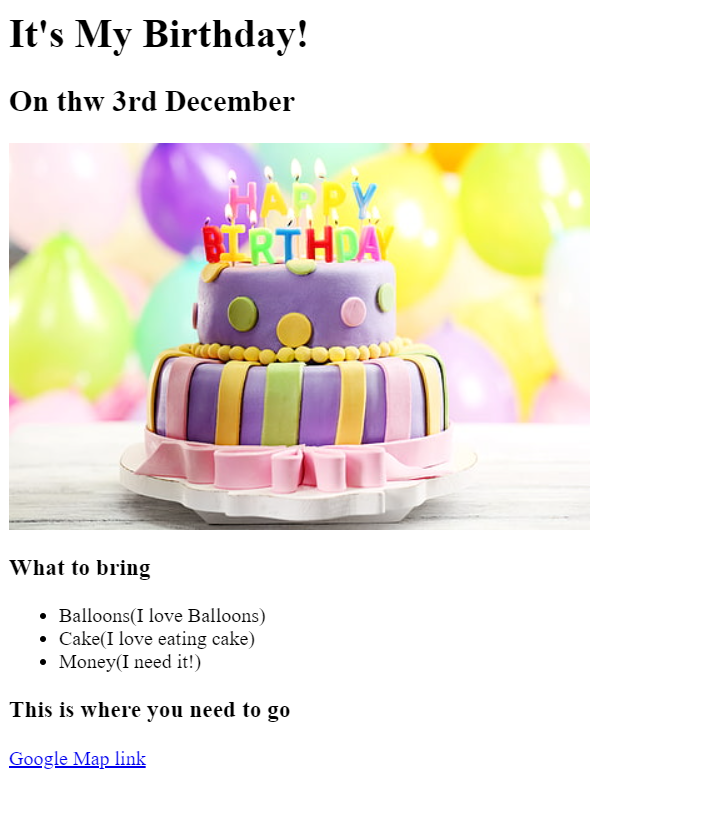 It's My Birthday!
On thw 3rd December
HAPPY
BIRTHDAY
What to bring
Balloons(I love Balloons)
Cake(I love eating cake)
Money(I need it!)
This is where you need to go
Google Map link